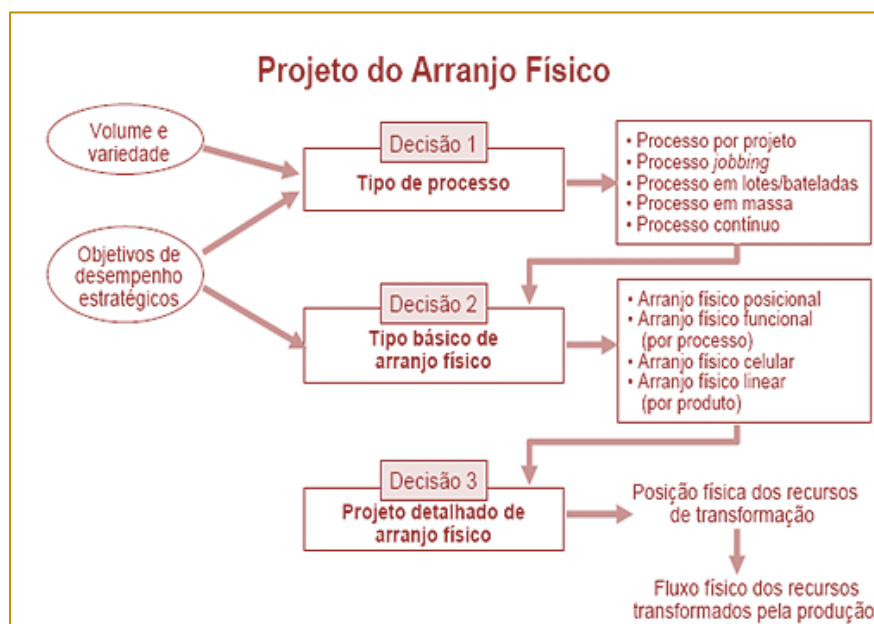 Projeto do Arranjo Físico
Volume e
variedade
Objetivos de
desempenho
estratégicos
Decisão 1
Tipo de processo
• Processo por projeto
• Processo jobbing
• Processo em lotes/bateladas
• Processo em massa
• Processo contínuo
Decisão 2
Tipo básico de
arranjo físico
• Arranjo físico posicional
• Arranjo físico funcional
(por processo)
• Arranjo físico celular
• Arranjo físico linear
(por produto)
Decisão 3
Projeto detalhado de
arranjo físico
Posição física dos recursos
de transformação
Fluxo físico dos recursos
transformados pela produção